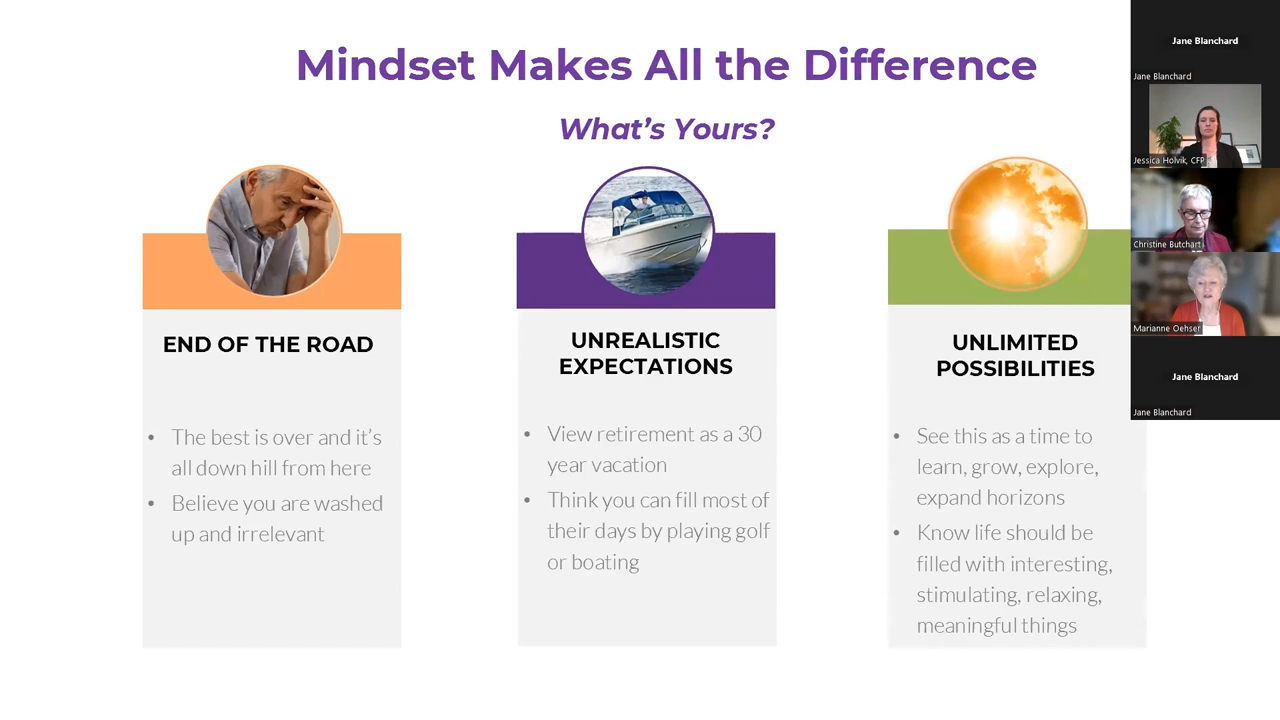 Mindset Makes All the Difference
What's Yours?
END OF THE ROAD
• The best is over and it's
all down hill from here
• Believe you are washed
up and irrelevant
UNREALISTIC
EXPECTATIONS
• View retirement as a 30
year vacation
• Think you can fill most of
their days by playing golf
or boating
UNLIMITED
POSSIBILITIES
• See this as a time to
learn, grow, explore,
expand horizons
• Know life should be
filled with interesting,
stimulating, relaxing,
meaningful things
Jane Blanchard
Jane Blanchard
Jessica Holvik, CFP
Christine Butchart
Marianne Oehser
Jane Blanchard
Jane Blanchard